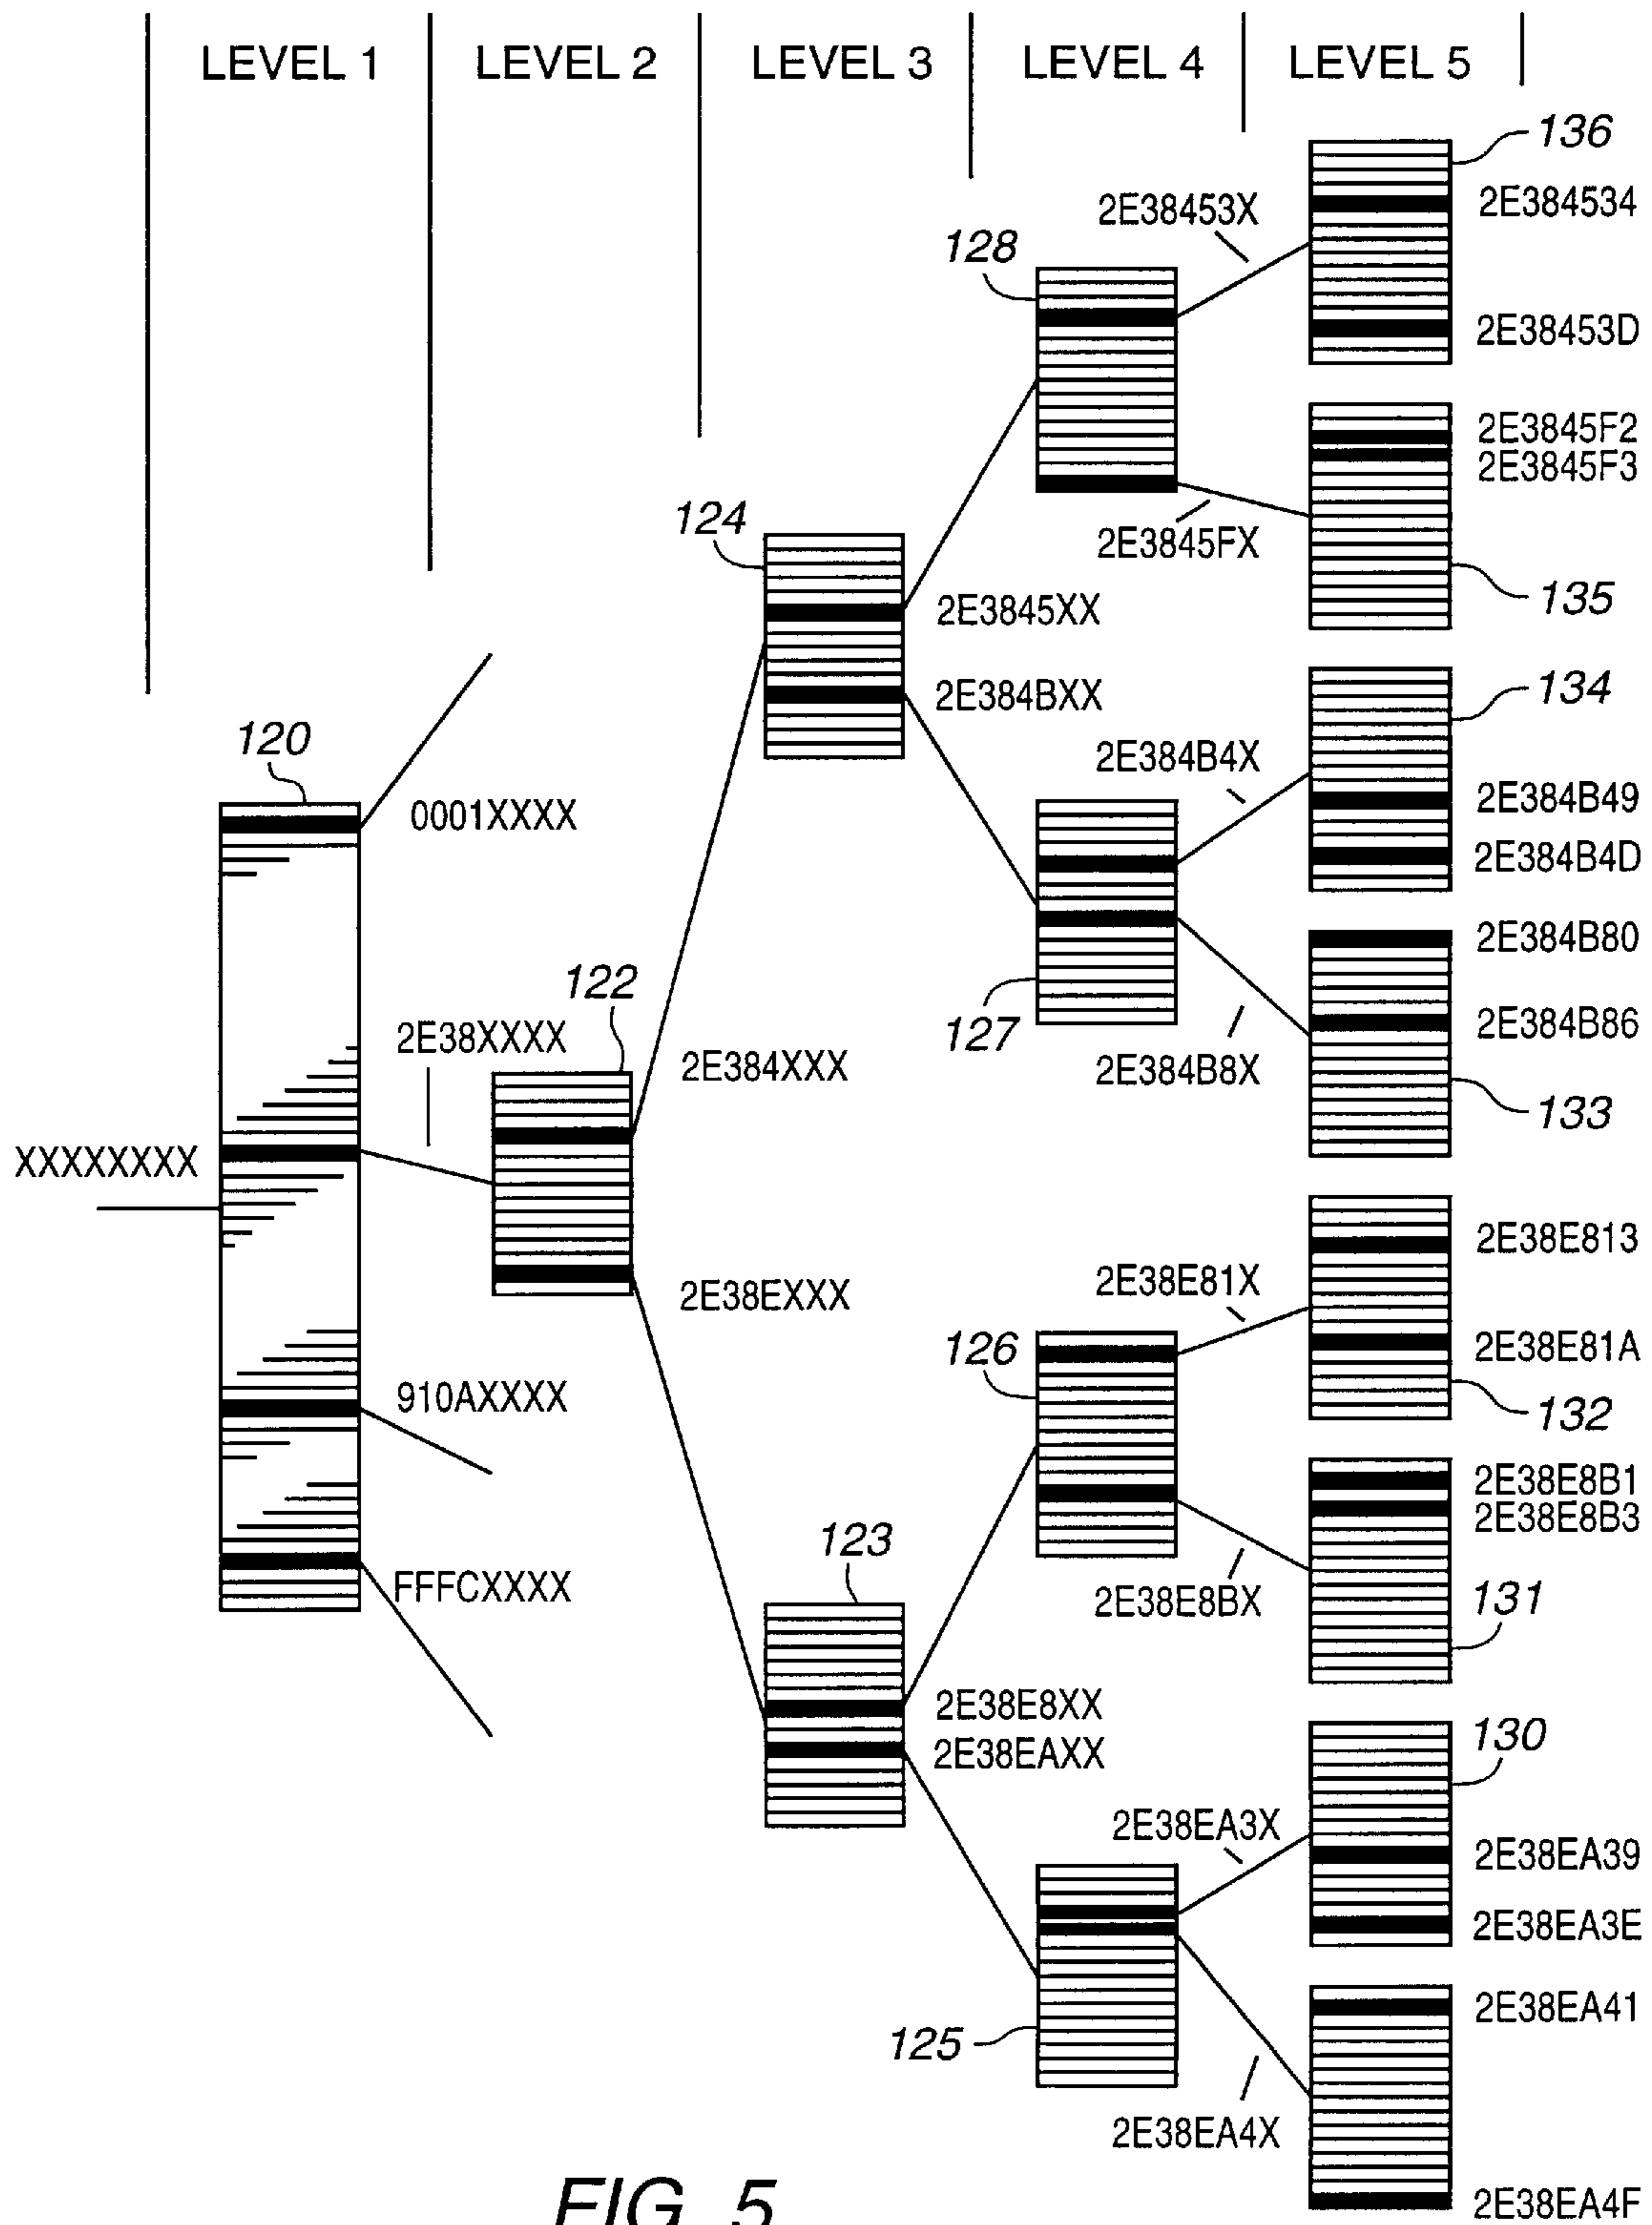 LEVEL 1 LEVEL 2 LEVEL 3 LEVEL 4 LEVEL 5
136
2E384534
2E38453X
128
2E38453D
2E3845F2
2E3845F3
124
2E3845FX
135
2E3845XX
2E384BXX
134
120
2E384B4X
2E384B49
0001XXXX
2E384B4D
2E384B80
122
2E38XXXX
127
2E384B86
2E384XXX
2E384B8X
133
XXXXXXXX
2E38E813
2E38E81X
2E38EXXX
126
2E38E81A
910AXXXX
132
2E38E8B1
2E38E8B3
123
FFFCXXXX
2E38E8BX
131
2E38E8XX
2E38EAXX
130
2E38EA3X
2E38EA39
2E38EA3E
2E38EA41
125
2E38EA4X
2E38EA4F
FIG. 5